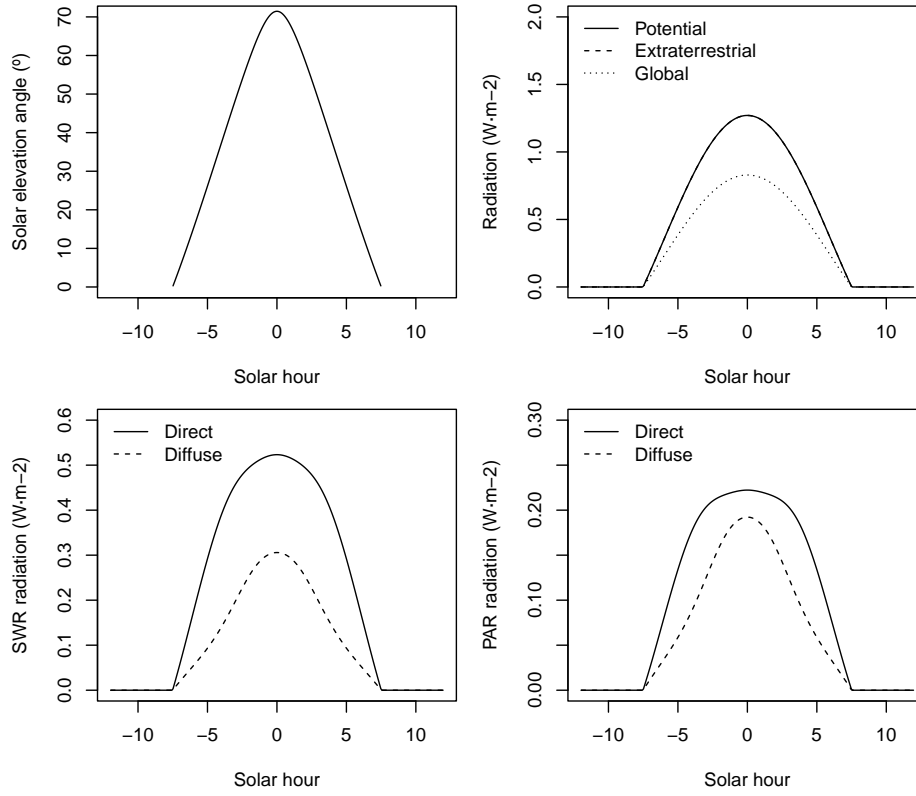 Solar elevation angle (º)
0 10 20 30 40 50 60 70
−10 −5 0 5 10
Solar hour
Radiation (W·m−2)
0.0 0.5 1.0 1.5 2.0
Potential
Extraterrestrial
Global
−10 −5 0 5 10
Solar hour
SWR radiation (W·m−2)
0.0 0.1 0.2 0.3 0.4 0.5 0.6
Direct
Diffuse
−10 −5 0 5 10
Solar hour
PAR radiation (W·m−2)
0.00 0.10 0.20 0.30
Direct
Diffuse
−10 −5 0 5 10
Solar hour